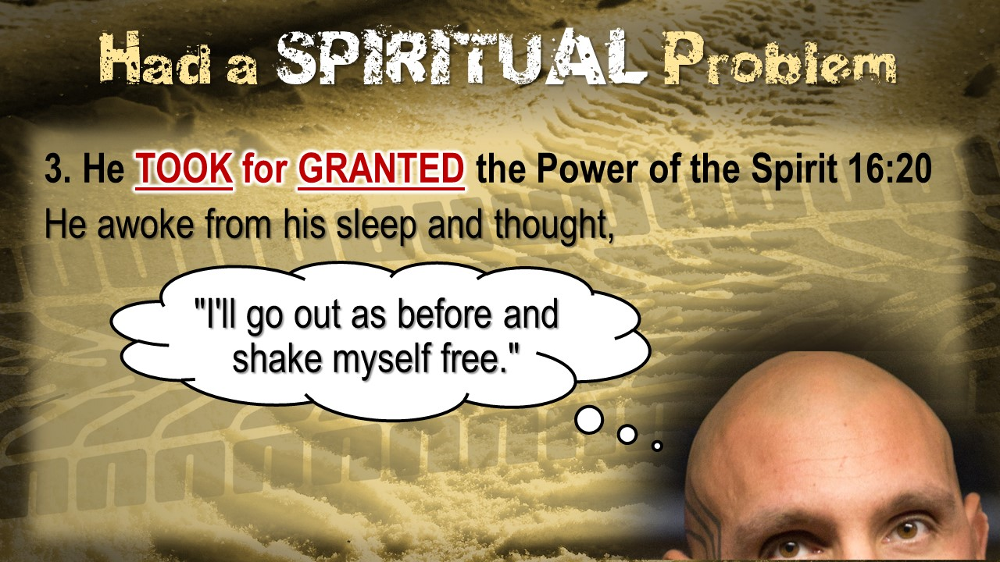 Had a SPIRITUAL Problem
3. He TOOK for GRANTED the Power of the Spirit 16:20
He awoke from his sleep and thought,
"I'll go out as before and
shake myself free."